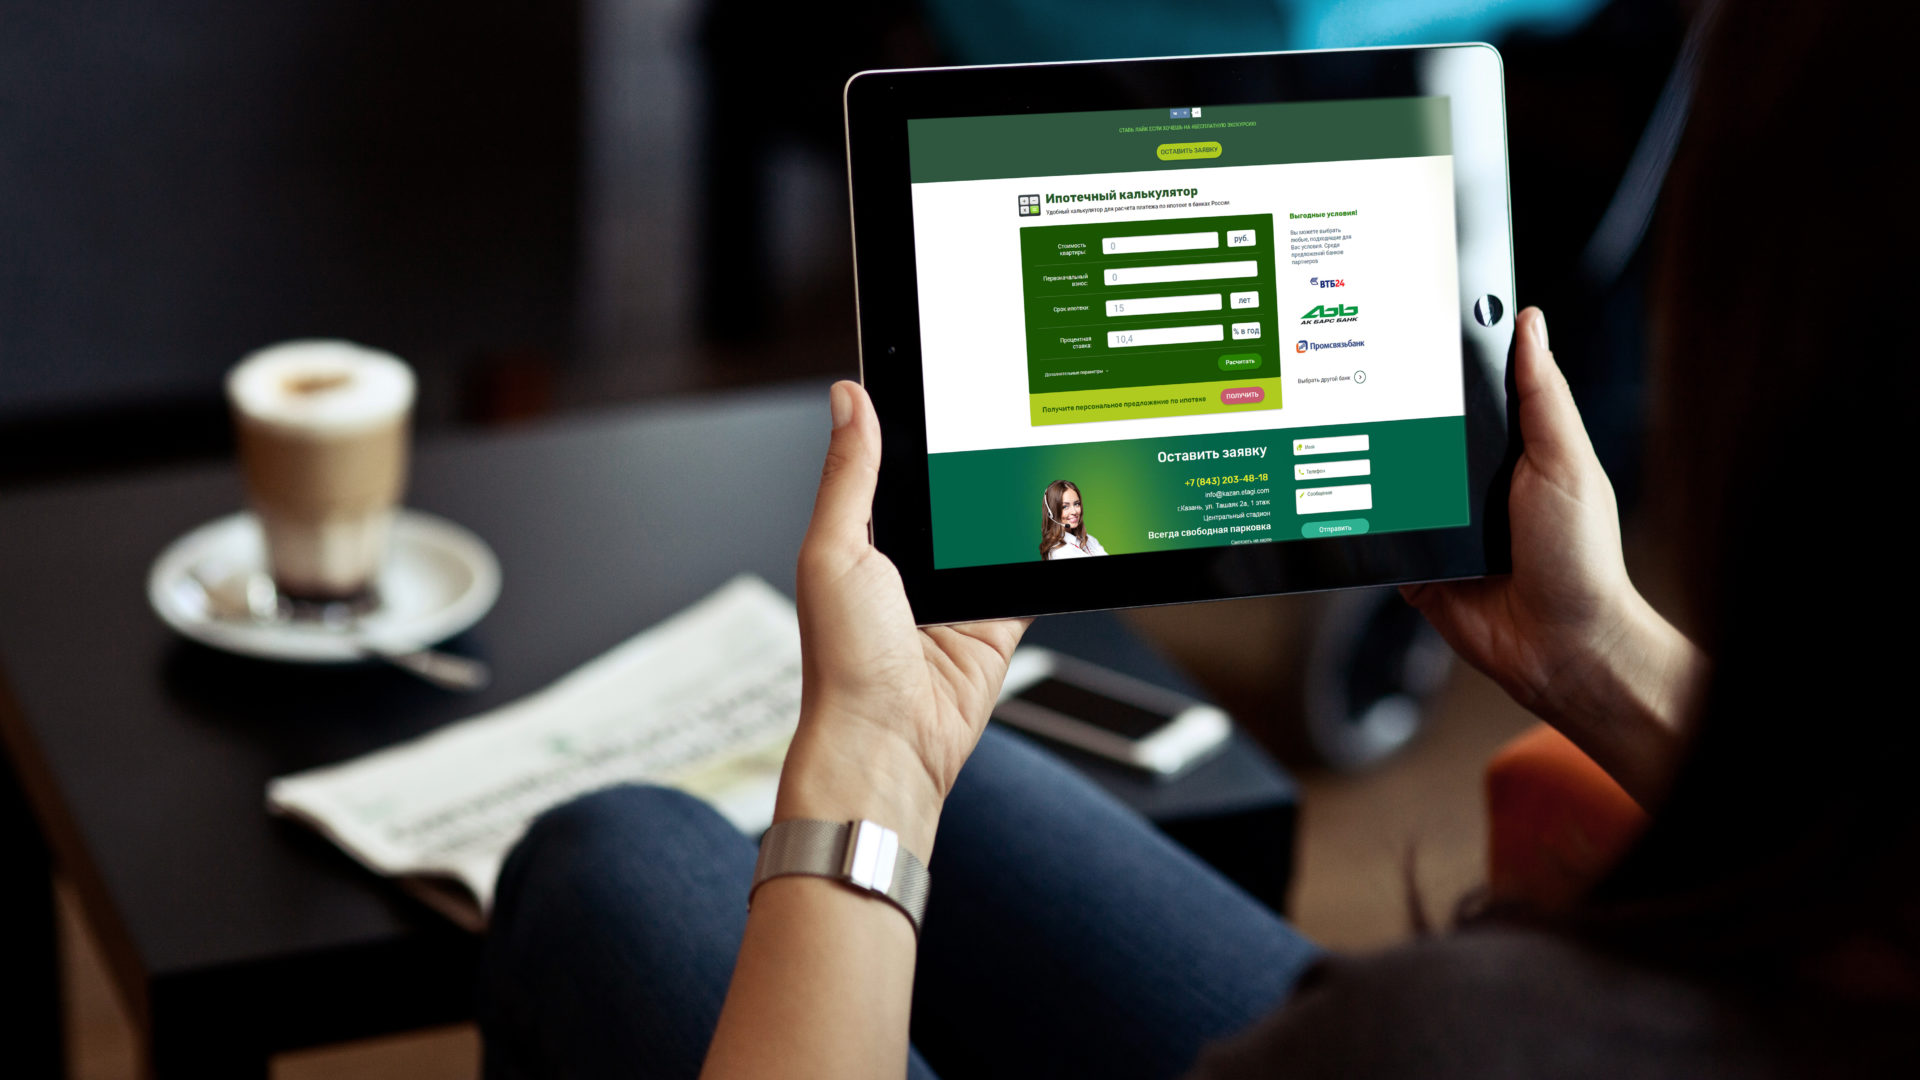 СТАВЬ ЛАЙК ЕСЛИ ХОЧЕШЬ НА #БЕСПЛАТНУЮ ЭКСКУРСИЮ
ОСТАВИТЬ ЗАЯВКУ
Ипотечный калькулятор
Удобный калькулятор для расчета платежа по ипотеке в банках России.
Стоимость
квартиры:
0
руб.
Первоначальный
взнос:
0
Срок ипотеки:
15
лет
Процентная
ставка:
10,4
% в год
Дополнительные параметры
Расчитать
Получите персональное предложение по ипотеке
ПОЛУЧИТЬ
Выгодные условия!
Вы можете выбрать
любые, подходящие для
Вас условия. Среди
предложений банков
партнеров
ВТБ24
АК БАРС БАНК
Промсвязьбанк
Выбрать другой банк
Оставить заявку
+7 (843) 203-48-18
info@kazan.etagi.com
г.Казань, ул. Ташаяк 2а, 1 этаж
Центральный стадион
Всегда свободная парковка
Смотреть на карте
Имя
Телефон
Сообщение
Отправить